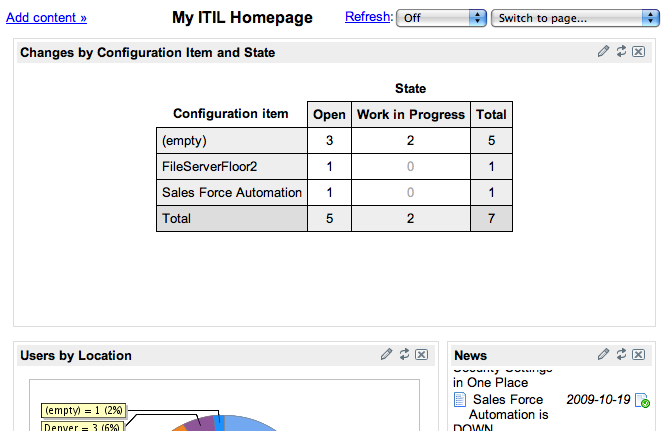 Add content »
My ITIL Homepage
Refresh: Off
Switch to page...
Changes by Configuration Item and State
State
Configuration item Open Work in Progress Total
(empty) 3 2 5
FileServerFloor2 1 0 1
Sales Force Automation 1 0 1
Total 5 2 7
Users by Location
(empty) = 1 (2%)
Denver = 3 (6%)
News
Security Settings
in One Place
Sales Force 2009-10-19
Automation is
DOWN